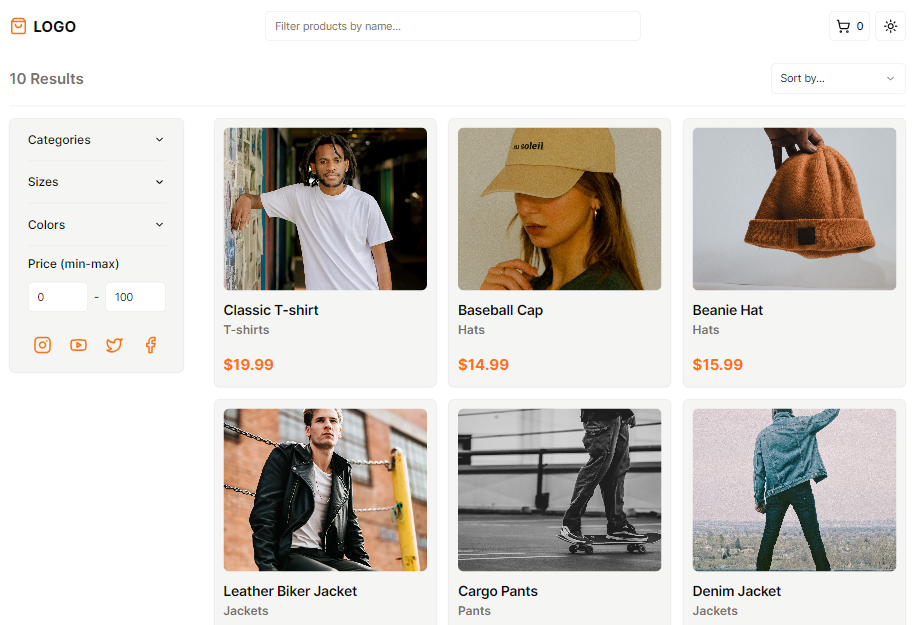 LOGO
Filter products by name...
0
10 Results
Sort by...
Categories
Sizes
Colors
Price (min-max)
0 - 100
soleil
Classic T-shirt
T-shirts
$19.99
Baseball Cap
Hats
$14.99
Beanie Hat
Hats
$15.99
Leather Biker Jacket
Jackets
Cargo Pants
Pants
Denim Jacket
Jackets